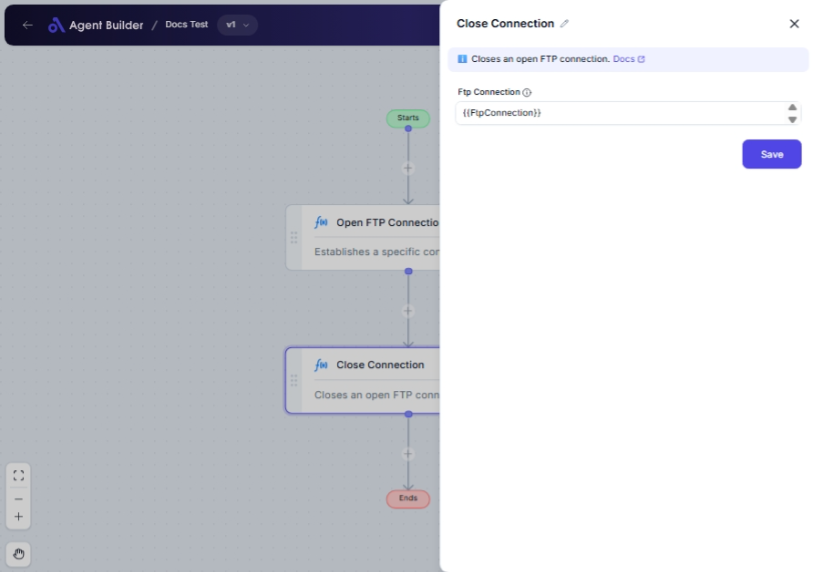 Agent Builder / Docs Test v1
Close Connection
Closes an open FTP connection. Docs
Ftp Connection
{{FtpConnection}}
Save
Starts
f(x) Open FTP Connectio
Establishes a specific cor
f(x) Close Connection
Closes an open FTP conn
Ends